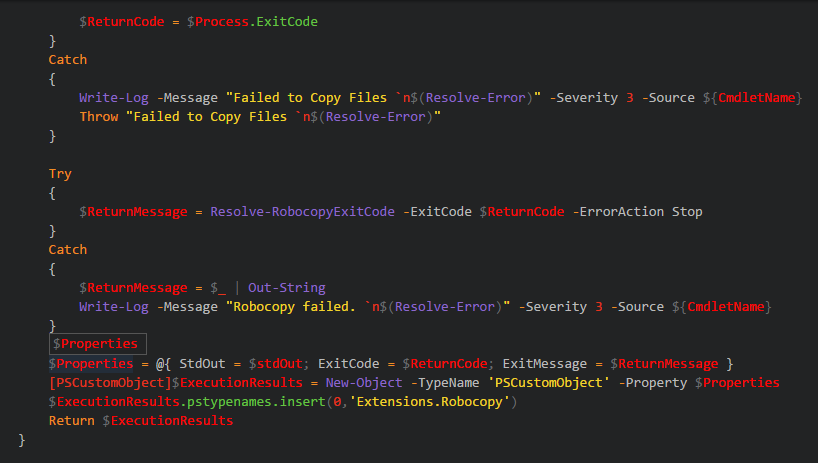 $ReturnCode = $Process.ExitCode
}
Catch
{
Write-Log -Message "Failed to Copy Files `n$(Resolve-Error)" -Severity 3 -Source ${CmdletName}
Throw "Failed to Copy Files `n$(Resolve-Error)"
}
Try
{
$ReturnMessage = Resolve-RobocopyExitCode -ExitCode $ReturnCode -ErrorAction Stop
}
Catch
{
$ReturnMessage = $_ | Out-String
Write-Log -Message "Robocopy failed. `n$(Resolve-Error)" -Severity 3 -Source ${CmdletName}
}
$Properties
$Properties = @{ StdOut = $stdOut; ExitCode = $ReturnCode; ExitMessage = $ReturnMessage }
[PSCustomObject]$ExecutionResults = New-Object -TypeName 'PSCustomObject' -Property $Properties
$ExecutionResults.pstypenames.insert(0,'Extensions.Robocopy')
Return $ExecutionResults
}